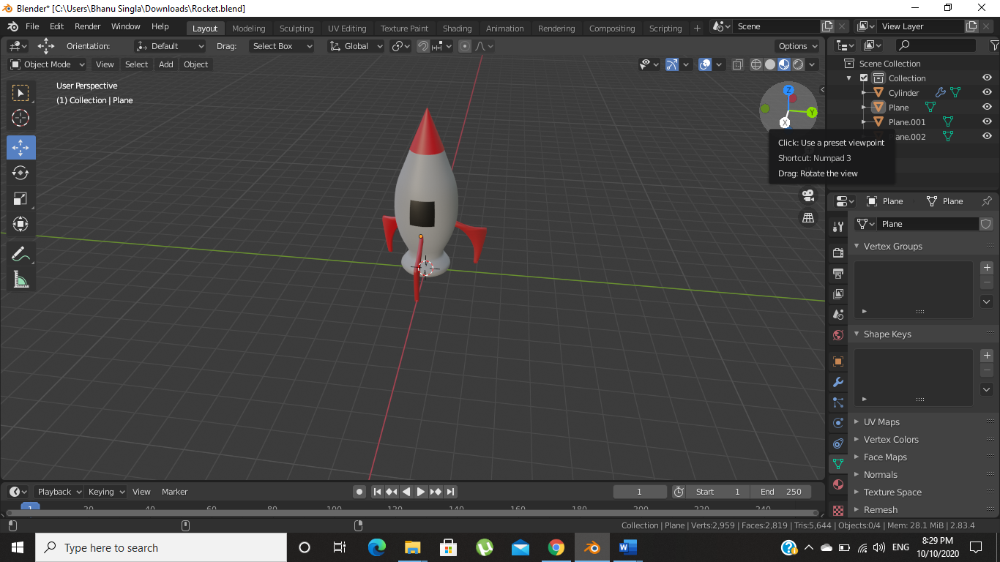 Blender* [C:\Users\Bhanu Singla\Downloads\Rocket.blend]
File Edit Render Window Help Layout Modeling Sculpting UV Editing Texture Paint Shading Animation Rendering Compositing Scripting + Scene View Layer
Orientation: Default Drag: Select Box Global Options
Object Mode View Select Add Object
User Perspective
(1) Collection | Plane
Z
Y
X
Scene Collection
Collection
Cylinder
Plane
Plane.001
lane.002
Click: Use a preset viewpoint
Shortcut: Numpad 3
Drag: Rotate the view
Plane Plane
Plane
Vertex Groups
Shape Keys
UV Maps
Vertex Colors
Face Maps
Normals
Texture Space
Remesh
Playback Keying View Marker 1 Start 1 End 250
1 20 40 60 80 100 120 140 160 180 200 220 240
Collection | Plane | Verts:2,959 | Faces:2,819 | Tris:5,644 | Objects:0/4 | Mem: 28.1 MiB | 2.83.4
Type here to search
ENG
8:29 PM
10/10/2020